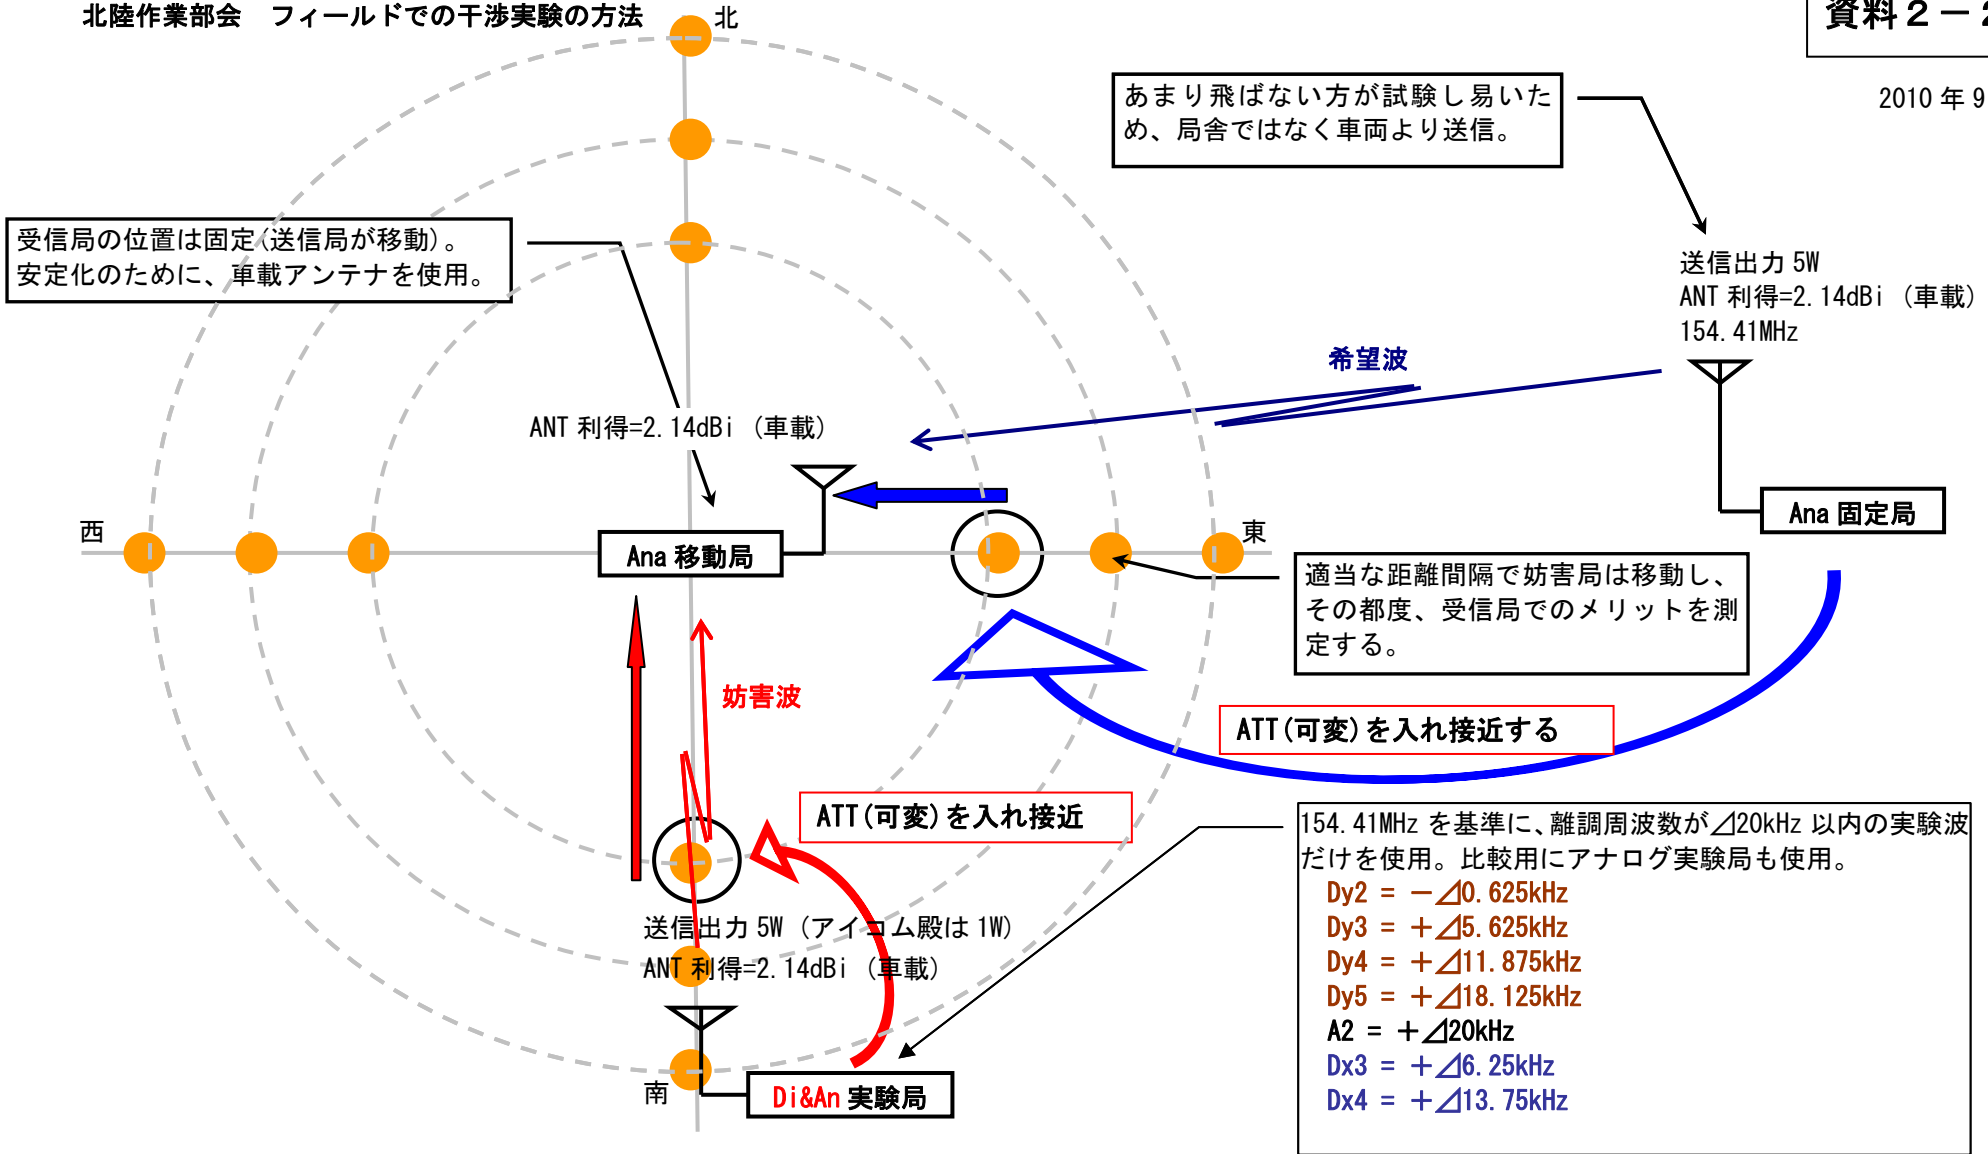 北陸作業部会　フィールドでの干渉実験の方法
資料２－２
2010 年 9
北
あまり飛ばない方が試験し易いた
め、局舎ではなく車両より送信。
受信局の位置は固定(送信局が移動)。
安定化のために、車載アンテナを使用。
送信出力 5W
ANT 利得=2.14dBi （車載）
154.41MHz
希望波
ANT 利得=2.14dBi （車載）
Ana 固定局
西
東
Ana 移動局
適当な距離間隔で妨害局は移動し、
その都度、受信局でのメリットを測
定する。
妨害波
ATT(可変)を入れ接近する
ATT(可変)を入れ接近
154.41MHz を基準に、離調周波数が⊿20kHz 以内の実験波
だけを使用。比較用にアナログ実験局も使用。
Dy2 = －⊿0.625kHz
Dy3 = ＋⊿5.625kHz
Dy4 = ＋⊿11.875kHz
Dy5 = ＋⊿18.125kHz
A2 = ＋⊿20kHz
Dx3 = ＋⊿6.25kHz
Dx4 = ＋⊿13.75kHz
送信出力 5W （アイコム殿は 1W）
ANT 利得=2.14dBi （車載）
南
Di&An 実験局